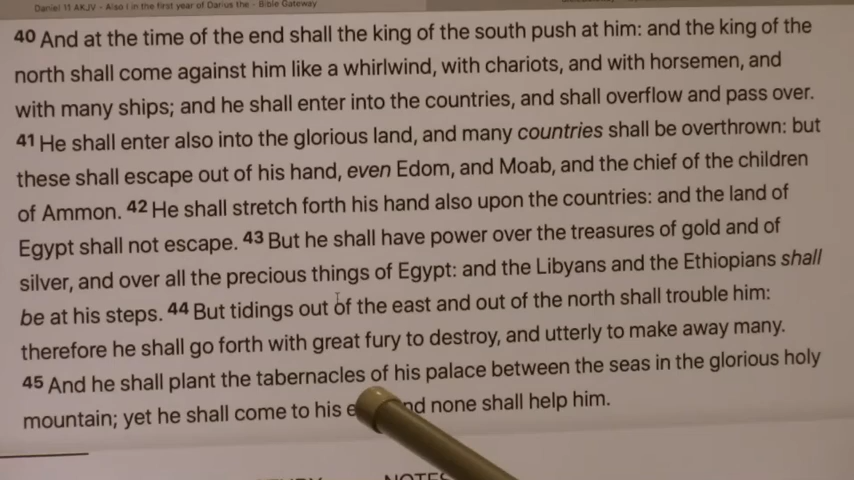 Daniel 11 AKJV - Also I in the first year of Darius the - Bible Gateway
40 And at the time of the end shall the king of the south push at him: and the king of the
north shall come against him like a whirlwind, with chariots, and with horsemen, and
with many ships; and he shall enter into the countries, and shall overflow and pass over.
41 He shall enter also into the glorious land, and many countries shall be overthrown: but
these shall escape out of his hand, even Edom, and Moab, and the chief of the children
of Ammon. 42 He shall stretch forth his hand also upon the countries: and the land of
Egypt shall not escape. 43 But he shall have power over the treasures of gold and of
silver, and over all the precious things of Egypt: and the Libyans and the Ethiopians shall
be at his steps. 44 But tidings out of the east and out of the north shall trouble him:
therefore he shall go forth with great fury to destroy, and utterly to make away many.
45 And he shall plant the tabernacles of his palace between the seas in the glorious holy
mountain; yet he shall come to his none shall help him.
NOTES